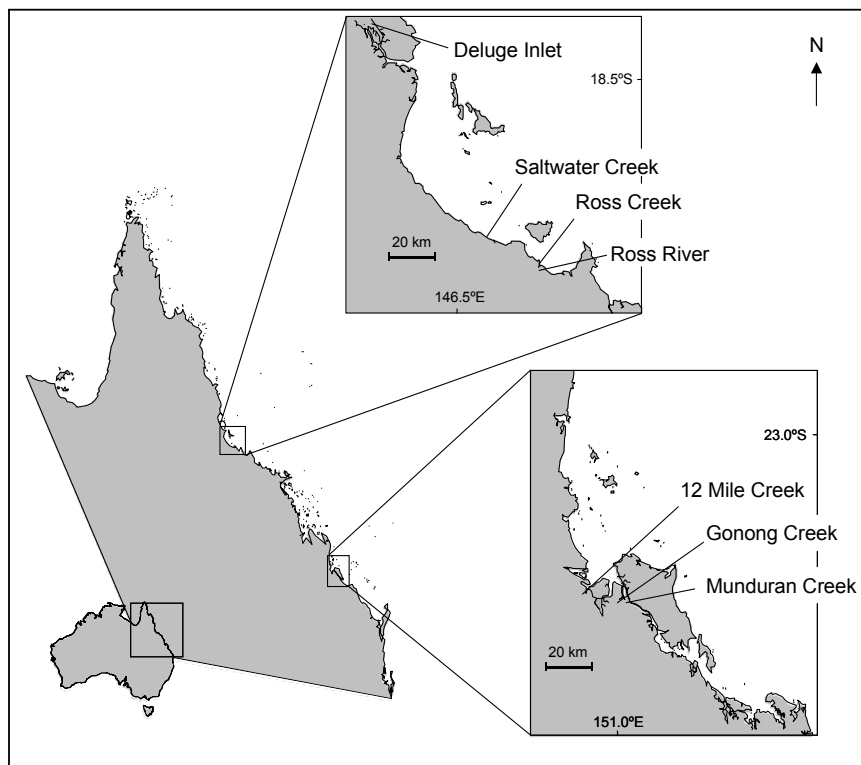 Deluge Inlet
N
18.5ºS
Saltwater Creek
Ross Creek
Ross River
20 km
146.5ºE
23.0ºS
12 Mile Creek
Gonong Creek
Munduran Creek
20 km
151.0ºE